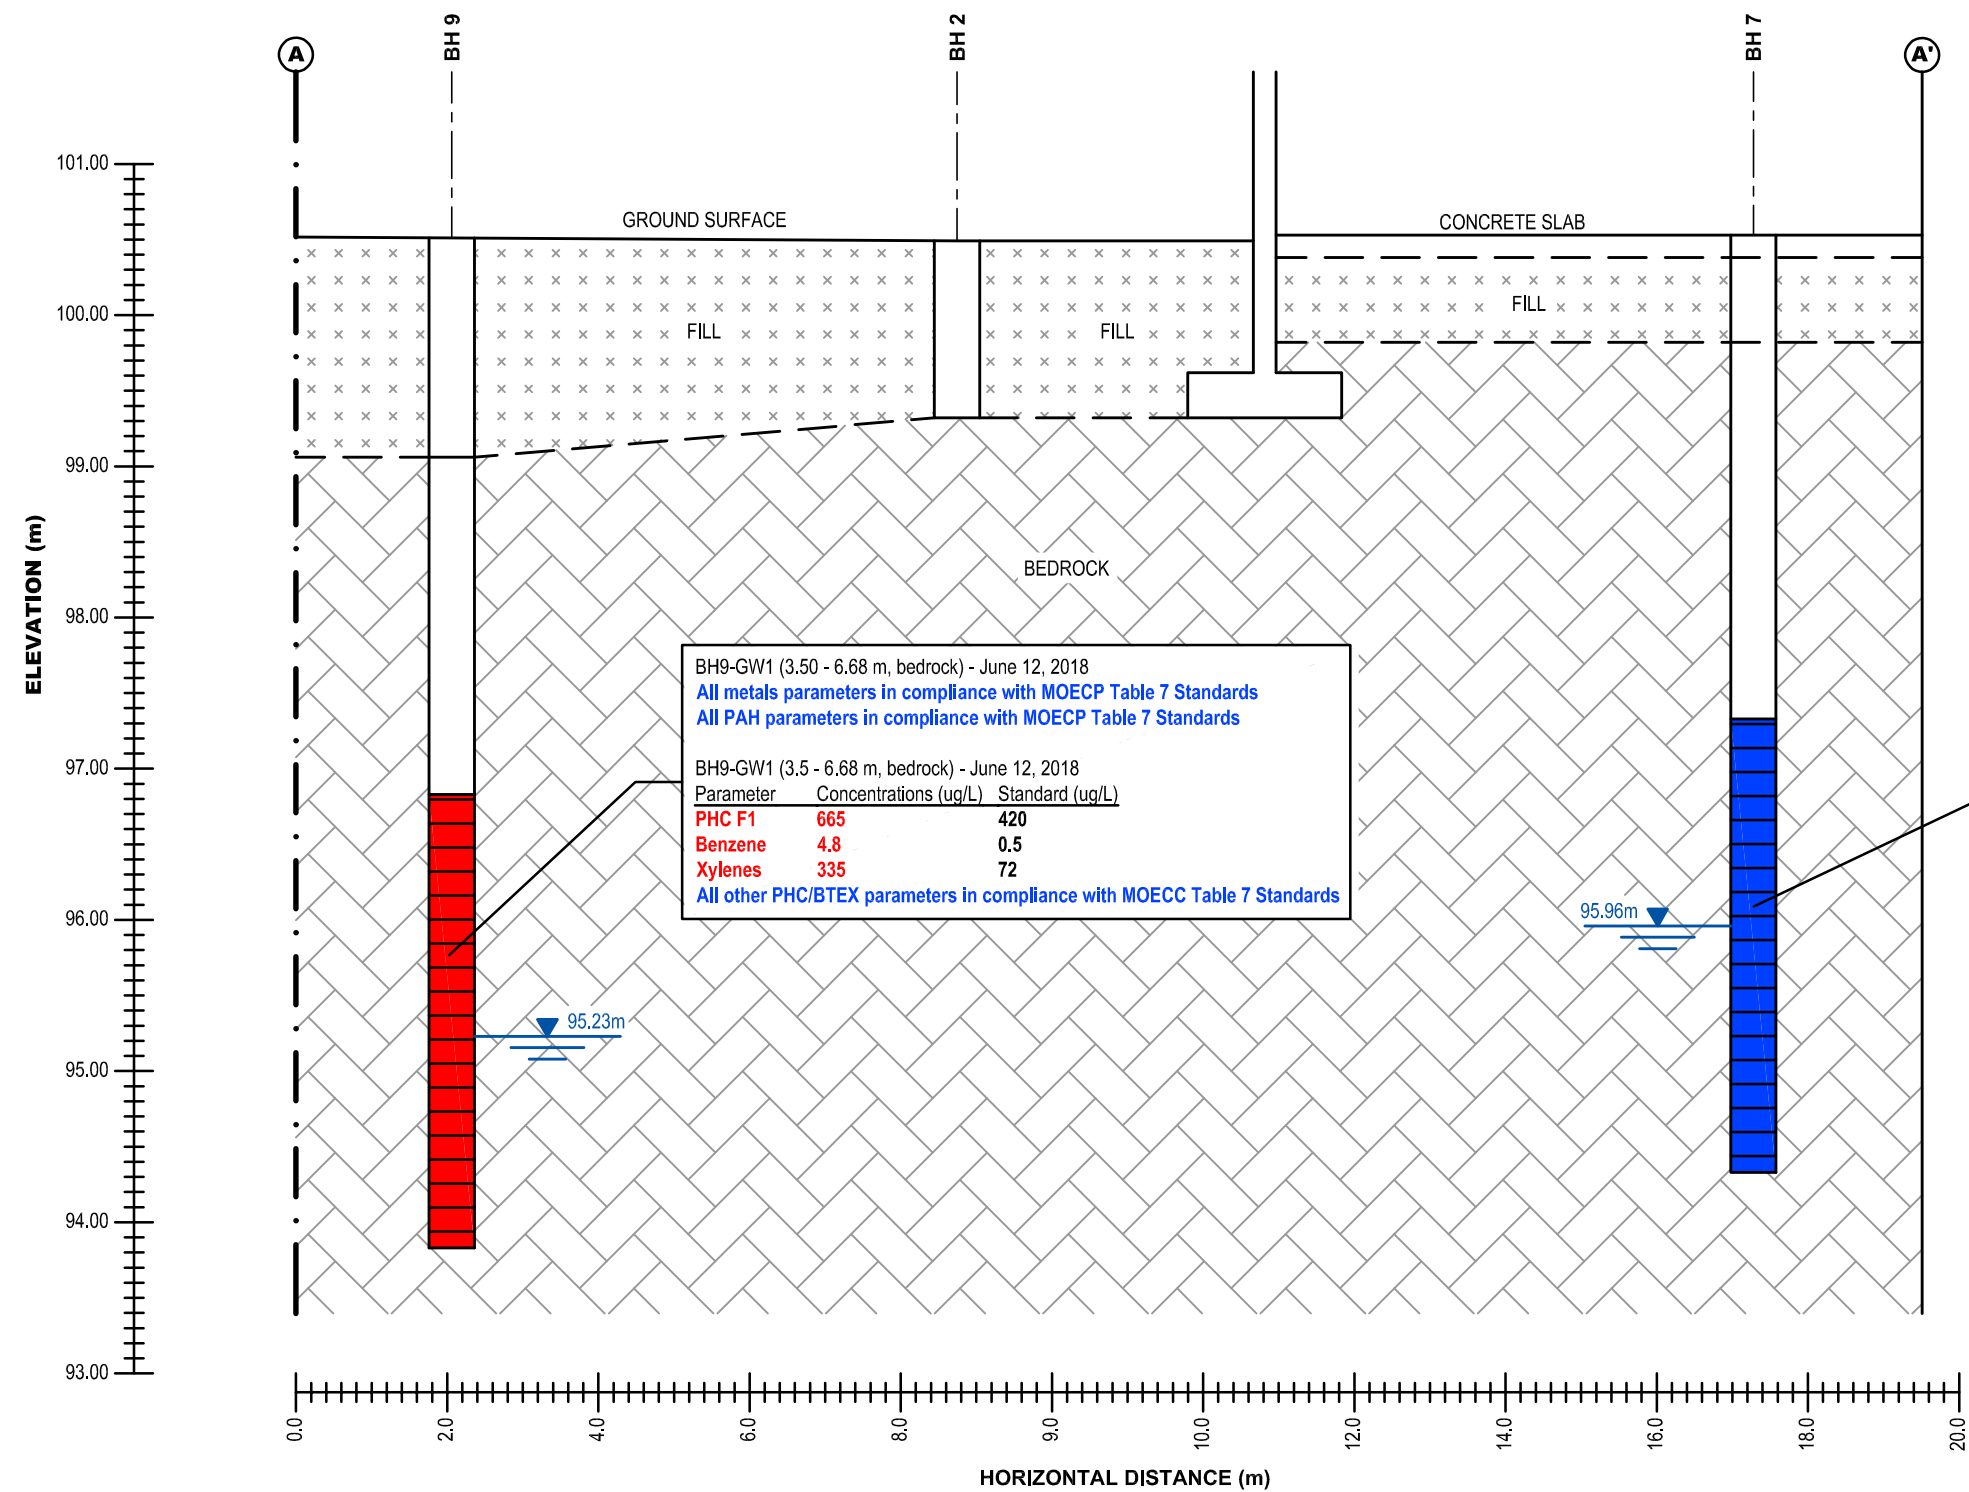 A
BH 9
BH 2
BH 7
A'
101.00
100.00
99.00
98.00
97.00
96.00
95.00
94.00
93.00
ELEVATION (m)
GROUND SURFACE
CONCRETE SLAB
FILL
FILL
FILL
BEDROCK
BH9-GW1 (3.50 - 6.68 m, bedrock) - June 12, 2018
All metals parameters in compliance with MOECP Table 7 Standards
All PAH parameters in compliance with MOECP Table 7 Standards
BH9-GW1 (3.5 - 6.68 m, bedrock) - June 12, 2018
Parameter Concentrations (ug/L) Standard (ug/L)
PHC F1 665 420
Benzene 4.8 0.5
Xylenes 335 72
All other PHC/BTEX parameters in compliance with MOECC Table 7 Standards
95.96m
95.23m
0.0 2.0 4.0 6.0 8.0 9.0 10.0 12.0 14.0 16.0 18.0 20.0
HORIZONTAL DISTANCE (m)